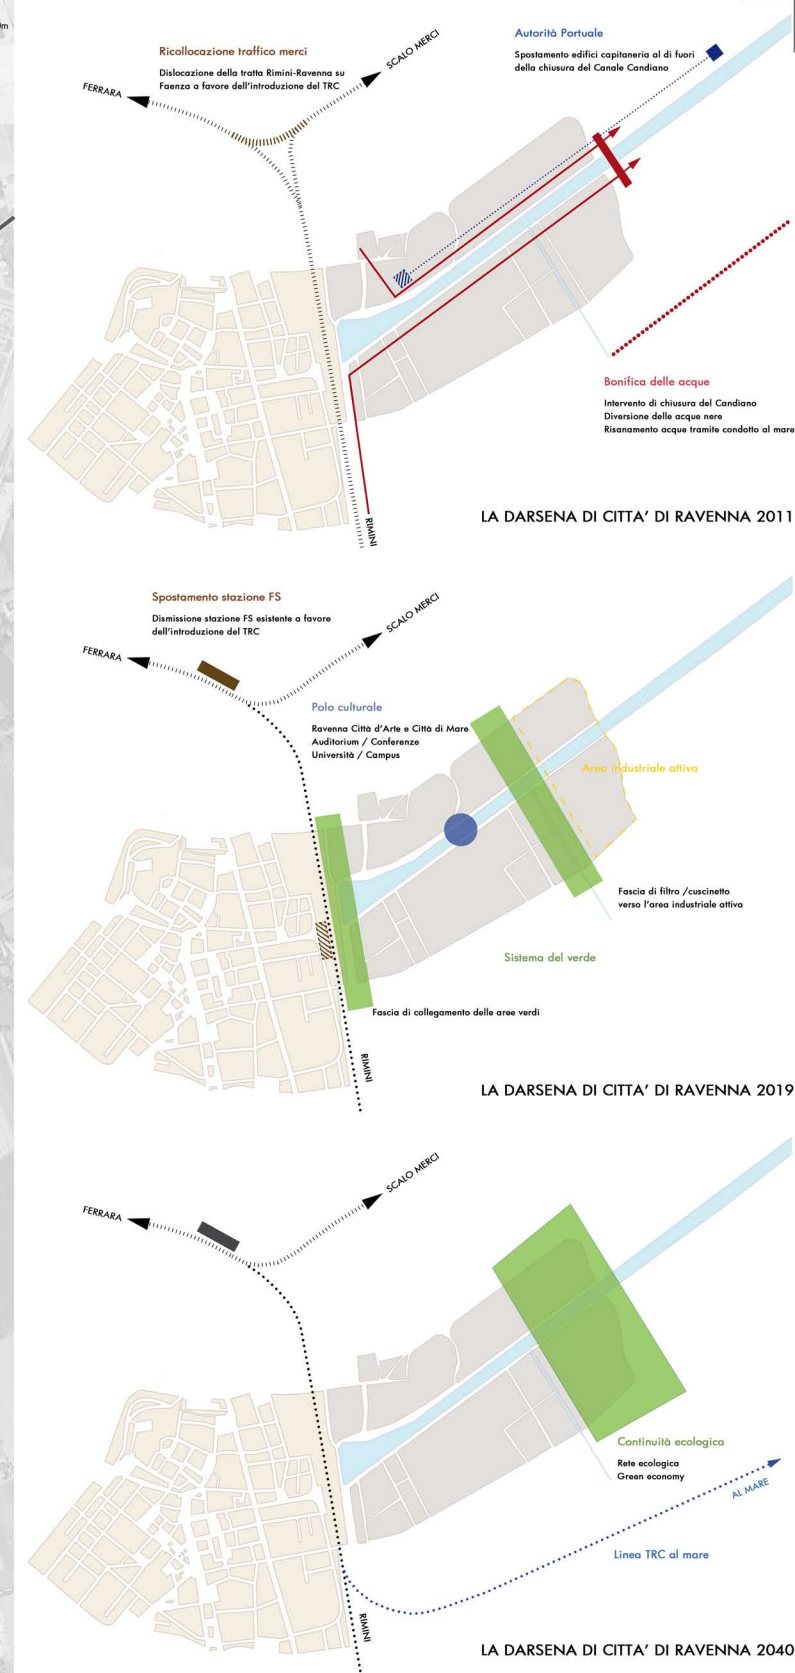 Ricollocazione traffico merci
Dislocazione della tratta Rimini-Ravenna su
Faenza a favore dell'introduzione del TRC
FERRARA
SCALO MERCI
Autorità Portuale
Spostamento edifici capitaneria al di fuori
della chiusura del Canale Candiano
Bonifica delle acque
Intervento di chiusura del Candiano
Diversione delle acque nere
Risanamento acque tramite condotto al mare
RIMINI
LA DARSENA DI CITTA' DI RAVENNA 2011
Spostamento stazione FS
Dismissione stazione FS esistente a favore
dell'introduzione del TRC
FERRARA
SCALO MERCI
Polo culturale
Ravenna Città d'Arte e Città di Mare
Auditorium / Conferenze
Università / Campus
Area industriale attiva
Fascia di filtro /cuscinetto
verso l'area industriale attiva
Sistema del verde
Fascia di collegamento delle aree verdi
RIMINI
LA DARSENA DI CITTA' DI RAVENNA 2019
FERRARA
SCALO MERCI
Continuità ecologica
Rete ecologica
Green economy
AL MARE
Linea TRC al mare
RIMINI
LA DARSENA DI CITTA' DI RAVENNA 2040